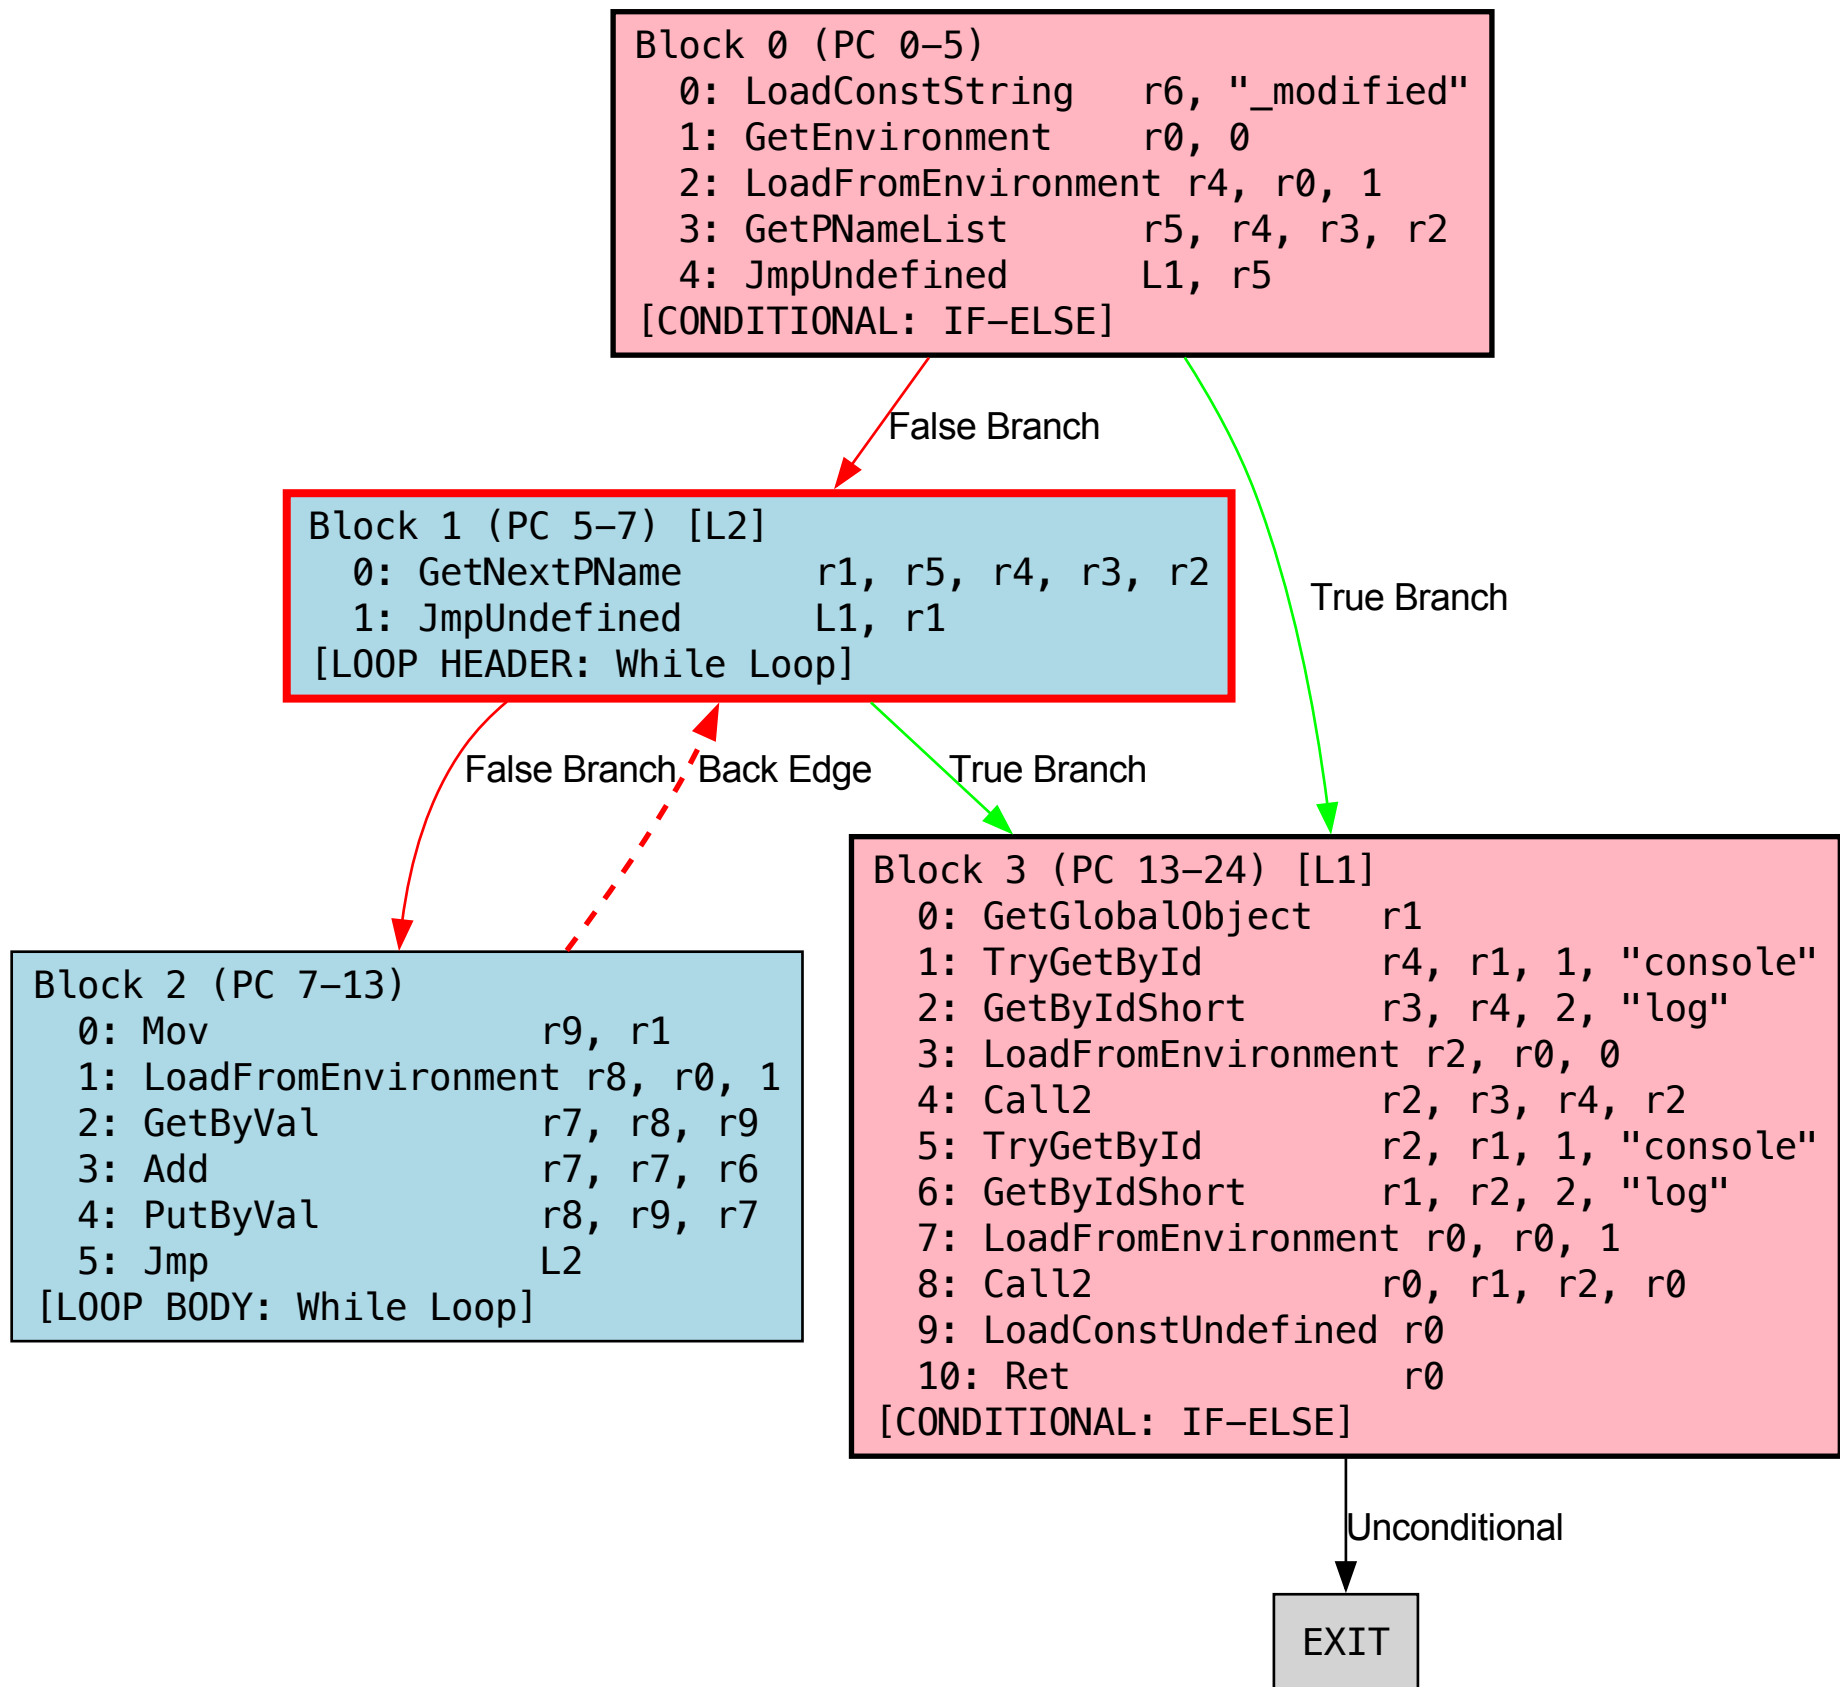 Block 0 (PC 0-5)
0: LoadConstString r6, "_modified"
1: GetEnvironment r0, 0
2: LoadFromEnvironment r4, r0, 1
3: GetPNameList r5, r4, r3, r2
4: JmpUndefined L1, r5
[CONDITIONAL: IF-ELSE]
False Branch
True Branch
Block 1 (PC 5-7) [L2]
0: GetNextPName r1, r5, r4, r3, r2
1: JmpUndefined L1, r1
[LOOP HEADER: While Loop]
False Branch
Back Edge
True Branch
Block 2 (PC 7-13)
0: Mov r9, r1
1: LoadFromEnvironment r8, r0, 1
2: GetByVal r7, r8, r9
3: Add r7, r7, r6
4: PutByVal r8, r9, r7
5: Jmp L2
[LOOP BODY: While Loop]
Block 3 (PC 13-24) [L1]
0: GetGlobalObject r1
1: TryGetById r4, r1, 1, "console"
2: GetByIdShort r3, r4, 2, "log"
3: LoadFromEnvironment r2, r0, 0
4: Call2 r2, r3, r4, r2
5: TryGetById r2, r1, 1, "console"
6: GetByIdShort r1, r2, 2, "log"
7: LoadFromEnvironment r0, r0, 1
8: Call2 r0, r1, r2, r0
9: LoadConstUndefined r0
10: Ret r0
[CONDITIONAL: IF-ELSE]
Unconditional
EXIT